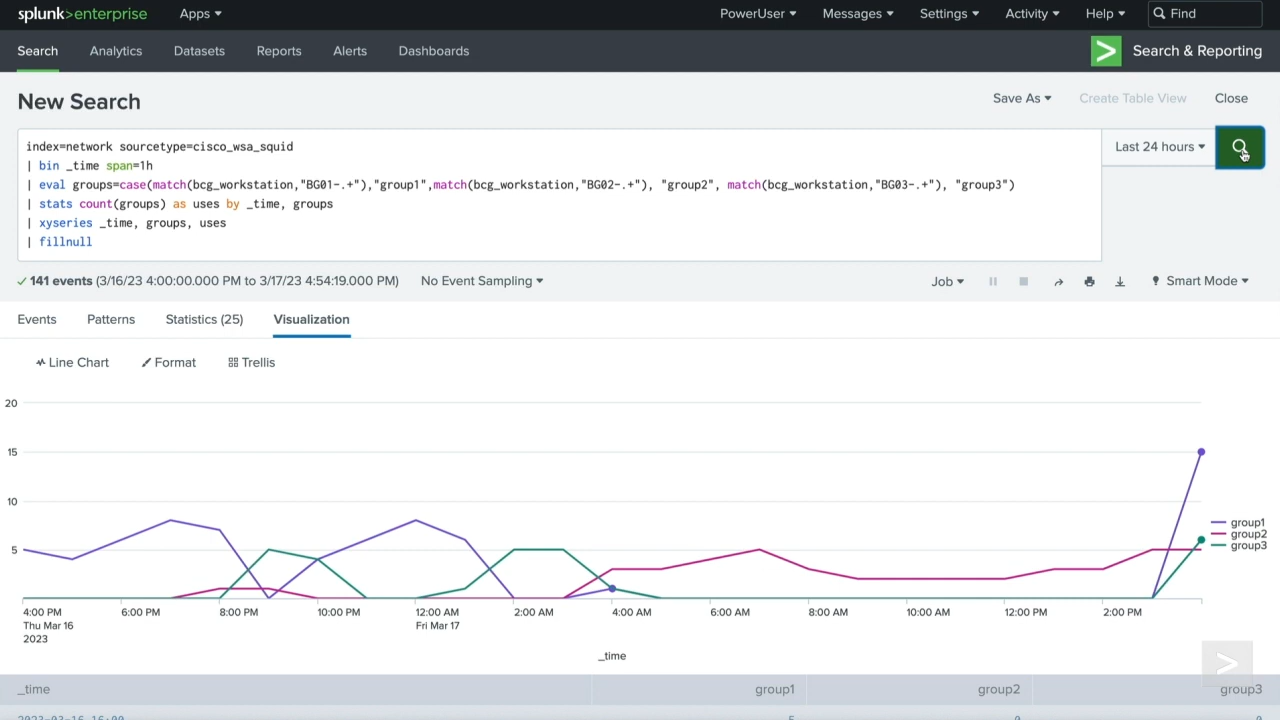 splunk>enterprise Apps PowerUser Messages Settings Activity Help Find
Search Analytics Datasets Reports Alerts Dashboards > Search & Reporting
New Search Save As Create Table View Close
index=network sourcetype=cisco_wsa_squid Last 24 hours
| bin _time span=1h
| eval groups=case(match(bcg_workstation,"BG01-.+"),"group1",match(bcg_workstation,"BG02-.+"), "group2", match(bcg_workstation,"BG03-.+"), "group3")
| stats count(groups) as uses by _time, groups
| xyseries _time, groups, uses
| fillnull
✓ 141 events (3/16/23 4:00:00.000 PM to 3/17/23 4:54:19.000 PM) No Event Sampling Job Smart Mode
Events Patterns Statistics (25) Visualization
Line Chart Format Trellis
20
15
10
5
group1
group2
group3
4:00 PM 6:00 PM 8:00 PM 10:00 PM 12:00 AM 2:00 AM 4:00 AM 6:00 AM 8:00 AM 10:00 AM 12:00 PM 2:00 PM
Thu Mar 16 Fri Mar 17
2023
_time
_time group1 group2 group3
2023-03-16 16:00 5 0 0